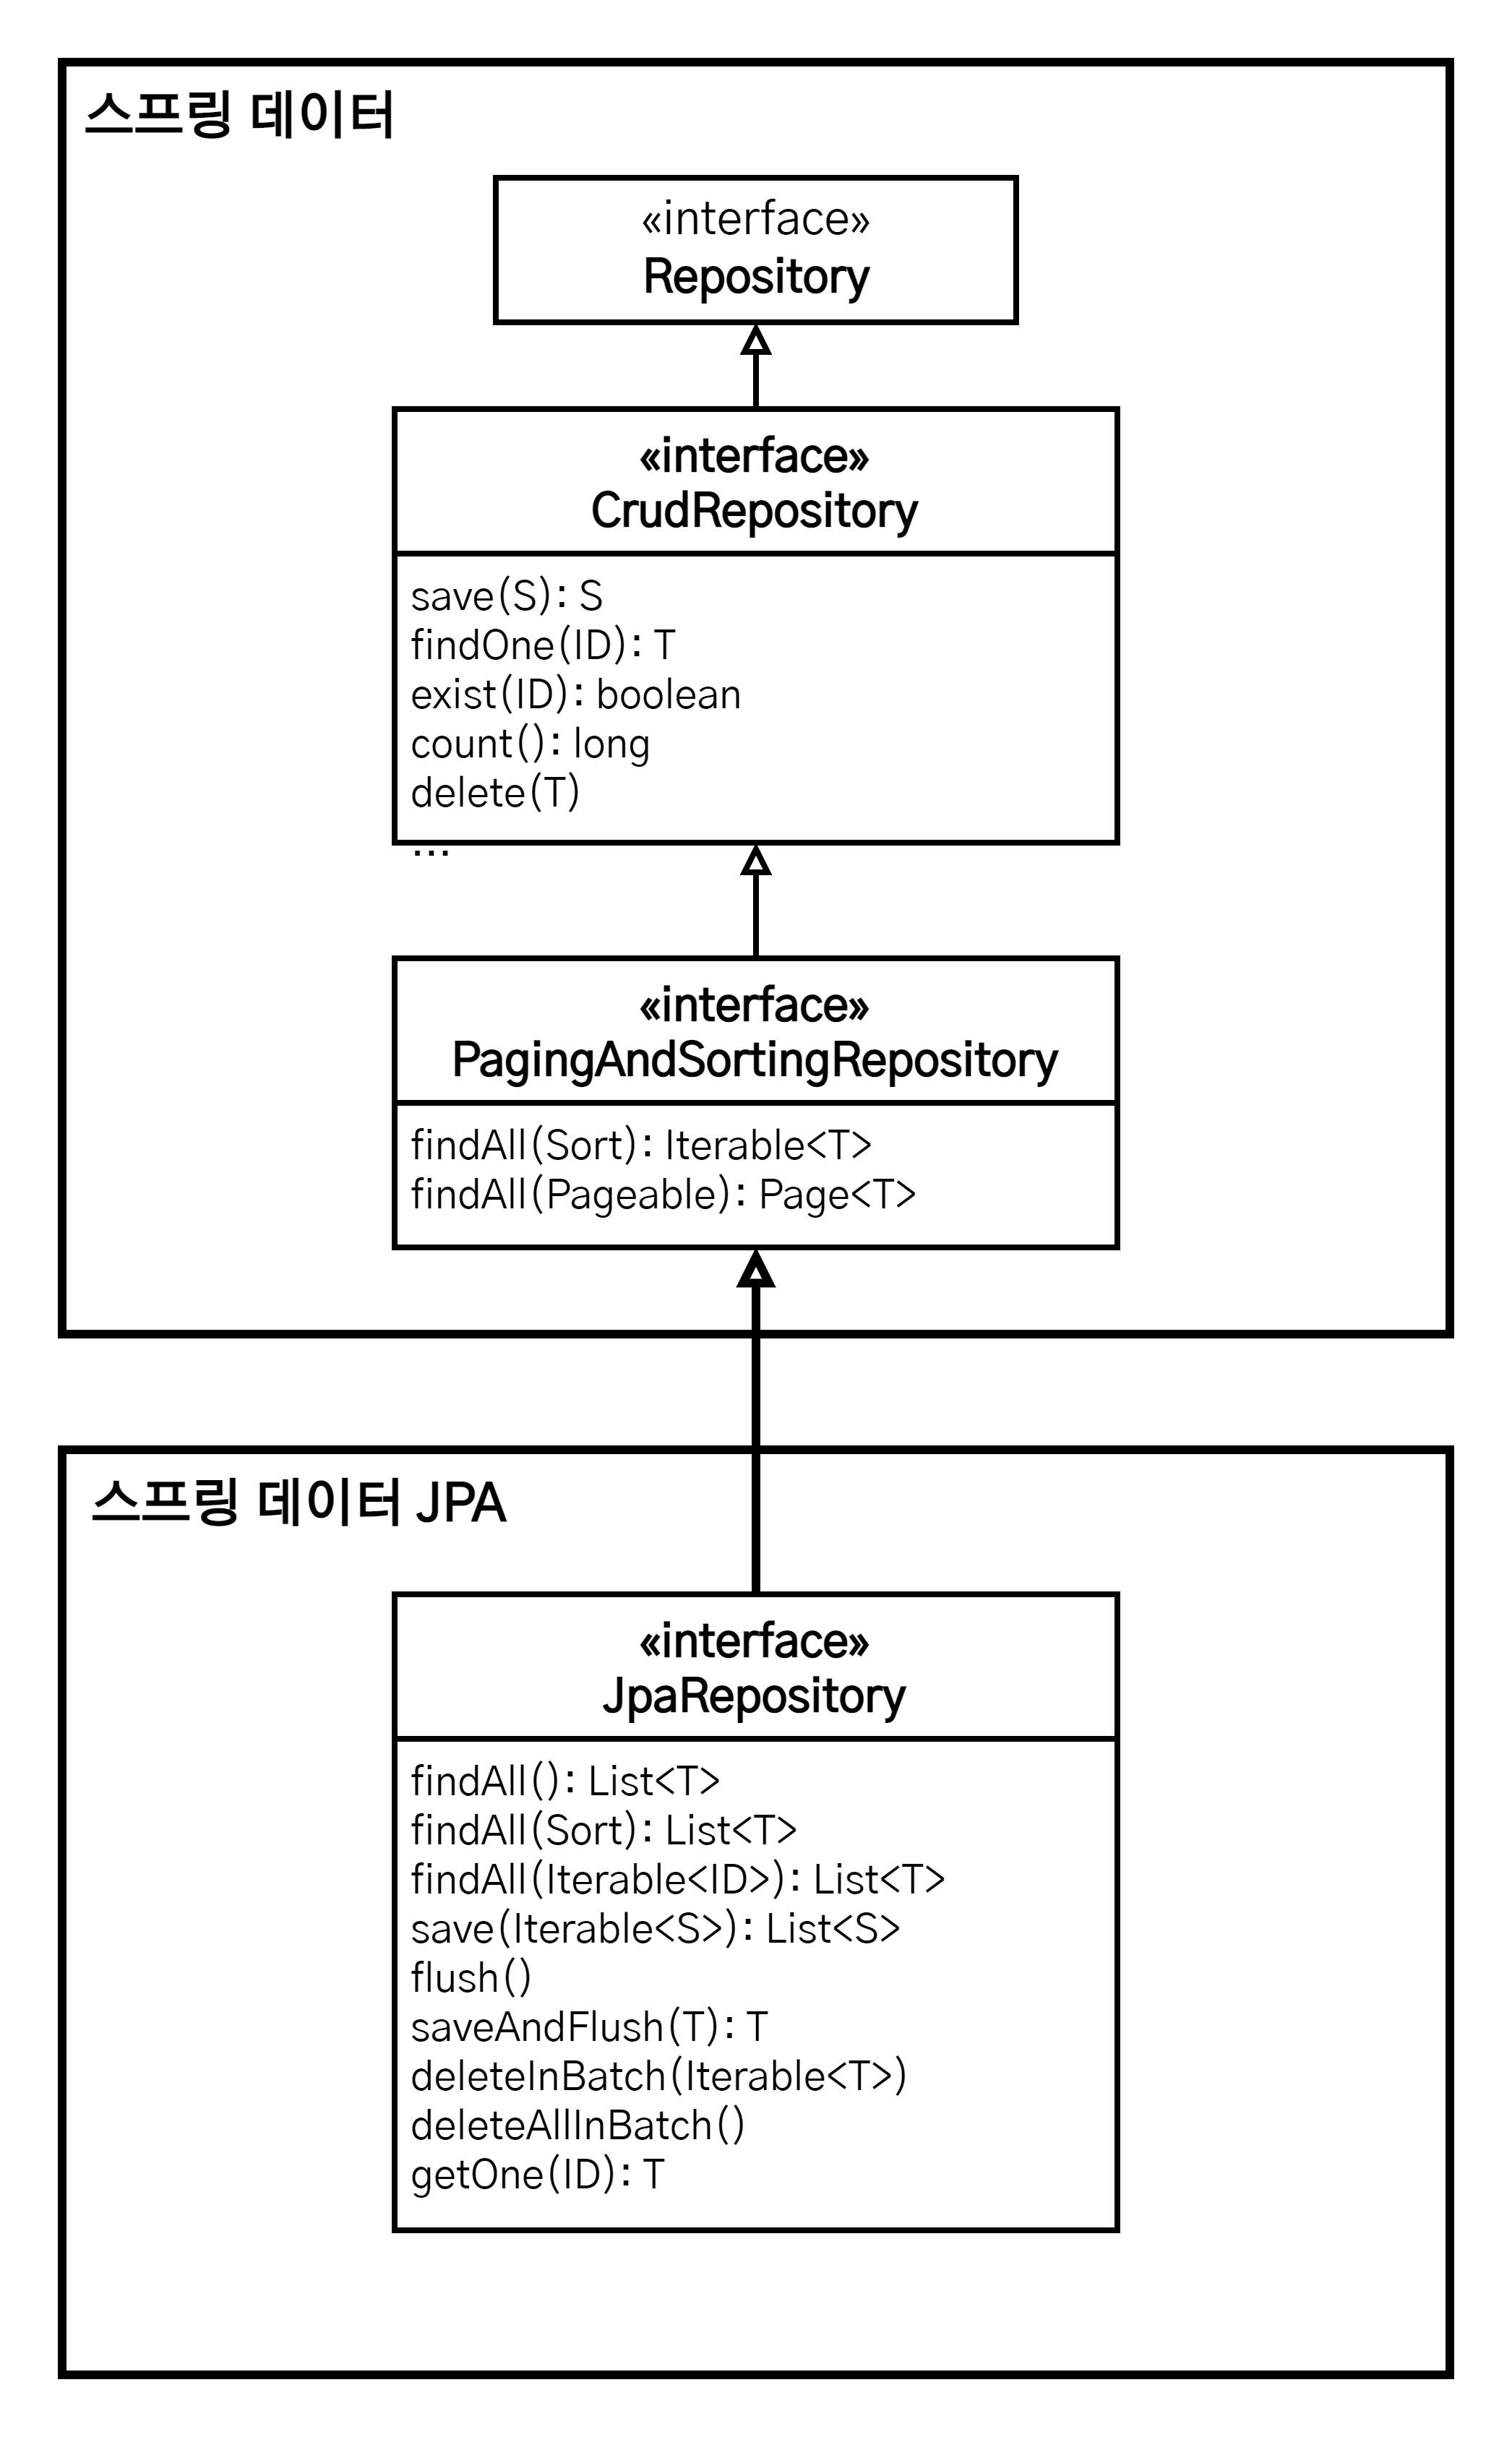 스프링 데이터
«interface»
Repository
«interface»
CrudRepository
save(S): S
findOne(ID): T
exist(ID): boolean
count(): long
delete(T)
...
«interface»
PagingAndSortingRepository
findAll(Sort): Iterable<T>
findAll(Pageable): Page<T>
스프링 데이터 JPA
«interface»
JpaRepository
findAll(): List<T>
findAll(Sort): List<T>
findAll(Iterable<ID>): List<T>
save(Iterable<S>): List<S>
flush()
saveAndFlush(T): T
deleteInBatch(Iterable<T>)
deleteAllInBatch()
getOne(ID): T